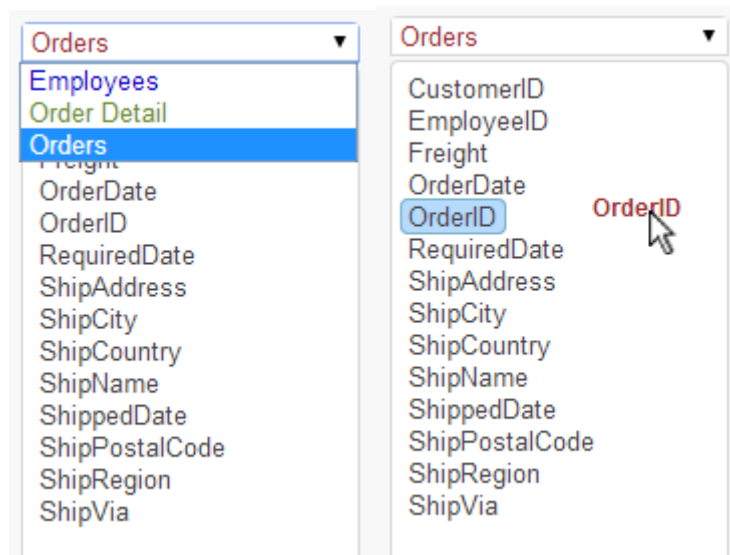 Orders
Employees
Order Detail
Orders
Freight
OrderDate
OrderID
RequiredDate
ShipAddress
ShipCity
ShipCountry
ShipName
ShippedDate
ShipPostalCode
ShipRegion
ShipVia
Orders
CustomerID
EmployeeID
Freight
OrderDate
OrderID
OrderID
RequiredDate
ShipAddress
ShipCity
ShipCountry
ShipName
ShippedDate
ShipPostalCode
ShipRegion
ShipVia